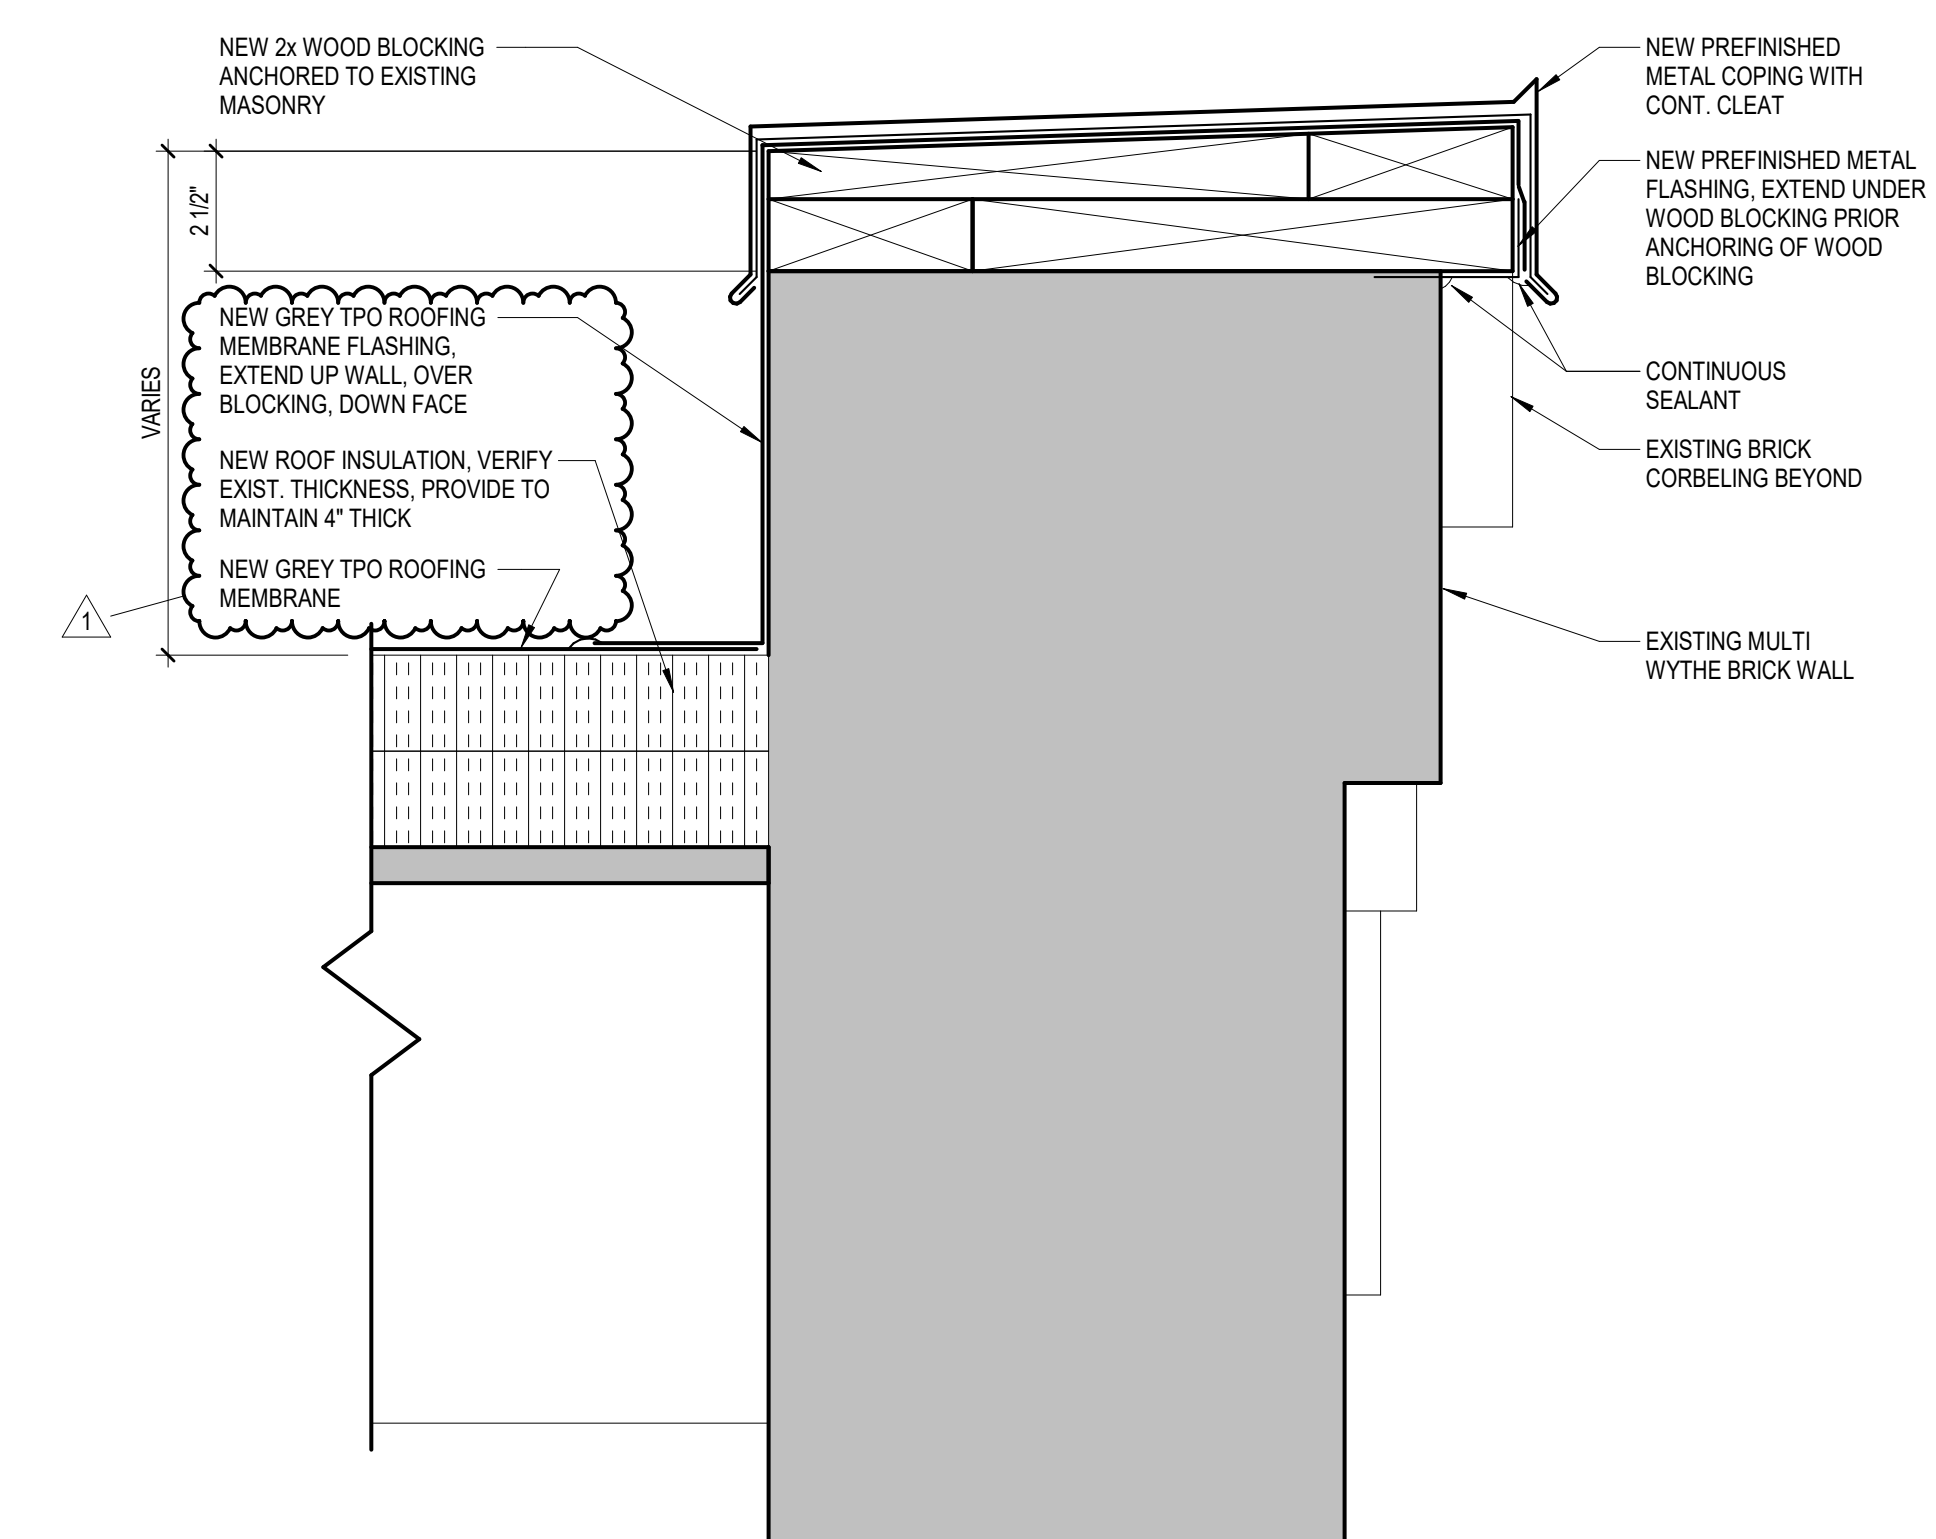 NEW 2x WOOD BLOCKING
ANCHORED TO EXISTING
MASONRY
2 1/2"
VARIES
NEW GREY TPO ROOFING
MEMBRANE FLASHING,
EXTEND UP WALL, OVER
BLOCKING, DOWN FACE
NEW ROOF INSULATION, VERIFY
EXIST. THICKNESS, PROVIDE TO
MAINTAIN 4" THICK
NEW GREY TPO ROOFING
MEMBRANE
1
NEW PREFINISHED
METAL COPING WITH
CONT. CLEAT
NEW PREFINISHED METAL
FLASHING, EXTEND UNDER
WOOD BLOCKING PRIOR
ANCHORING OF WOOD
BLOCKING
CONTINUOUS
SEALANT
EXISTING BRICK
CORBELING BEYOND
EXISTING MULTI
WYTHE BRICK WALL